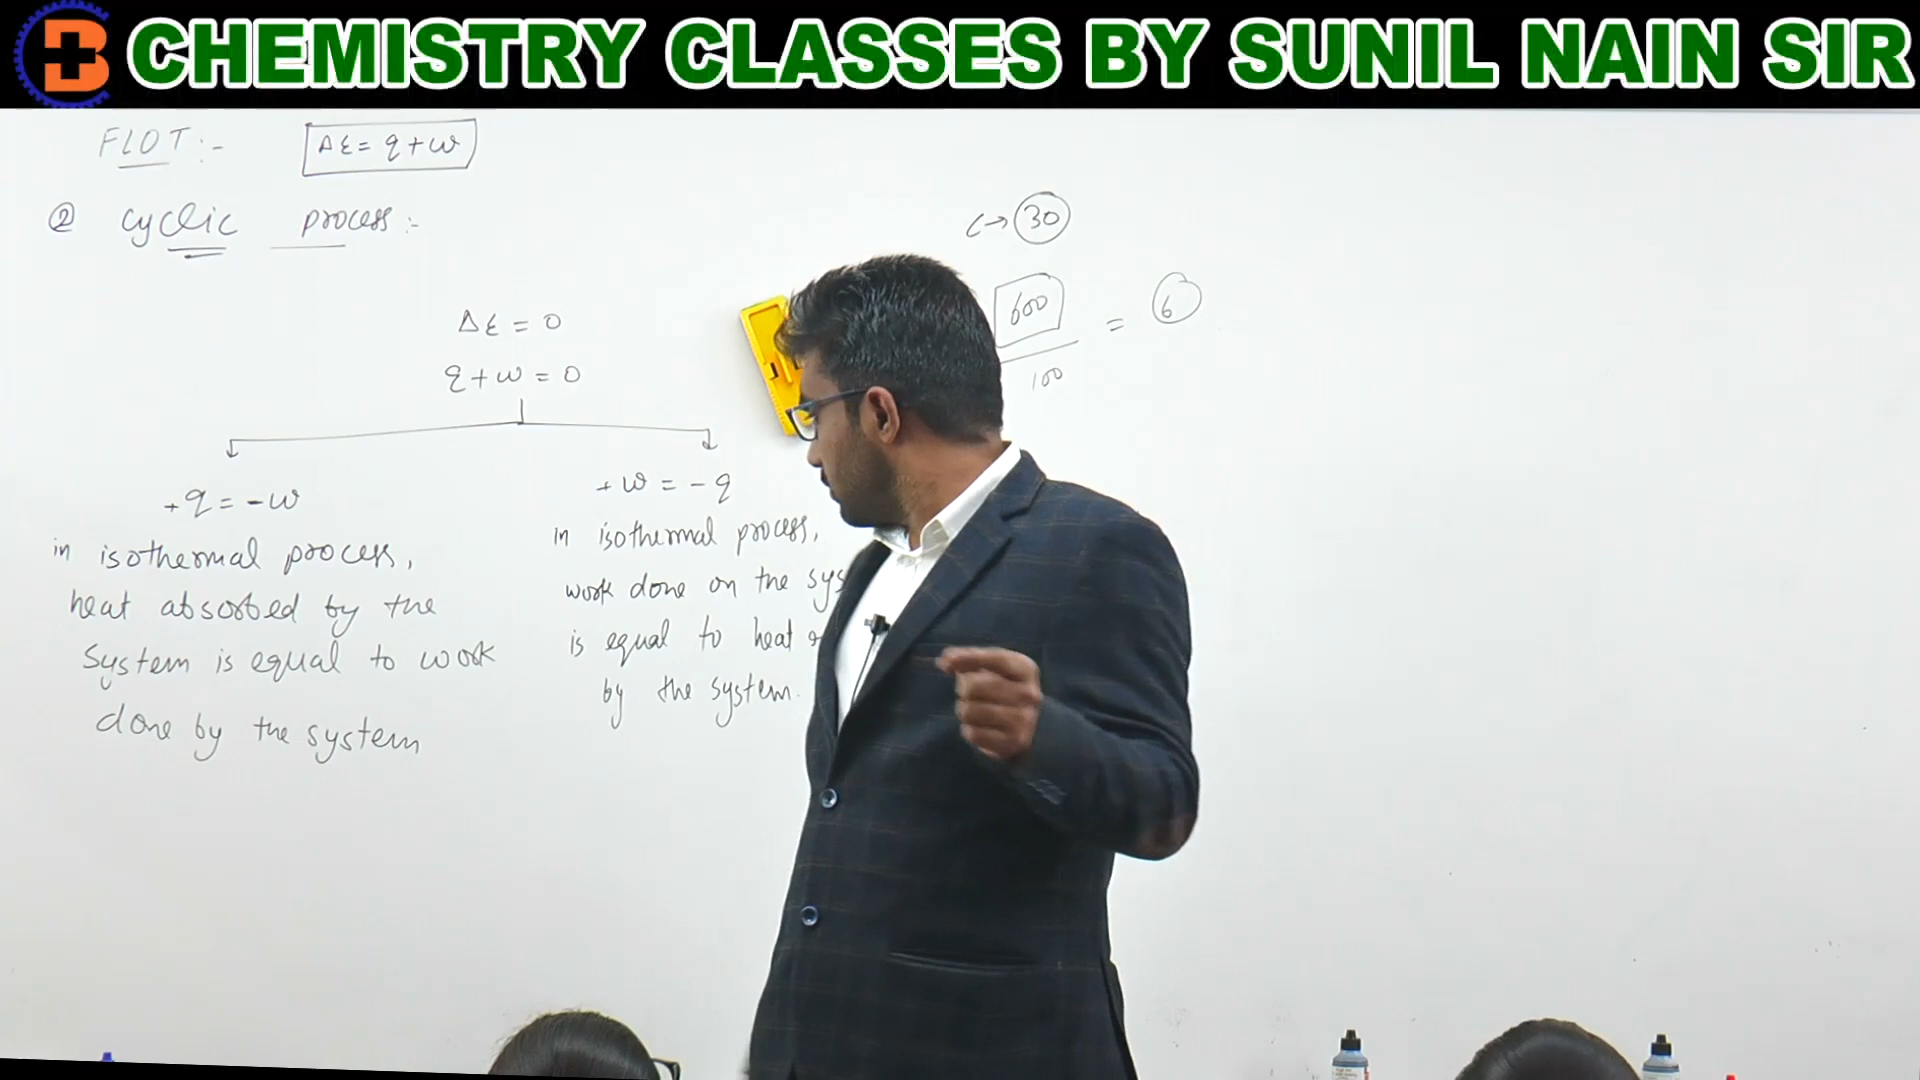 CHEMISTRY CLASSES BY SUNIL NAIN SIR
FLOT:-
ΔE = q + w
② cyclic process:-
ΔE = 0
q + w = 0
+q = -w
in isothermal process,
heat absorbed by the
system is equal to work
done by the system
+w = -q
in isothermal process,
work done on the sys
is equal to heat
by the system.
C→ 30
600
100
= 6